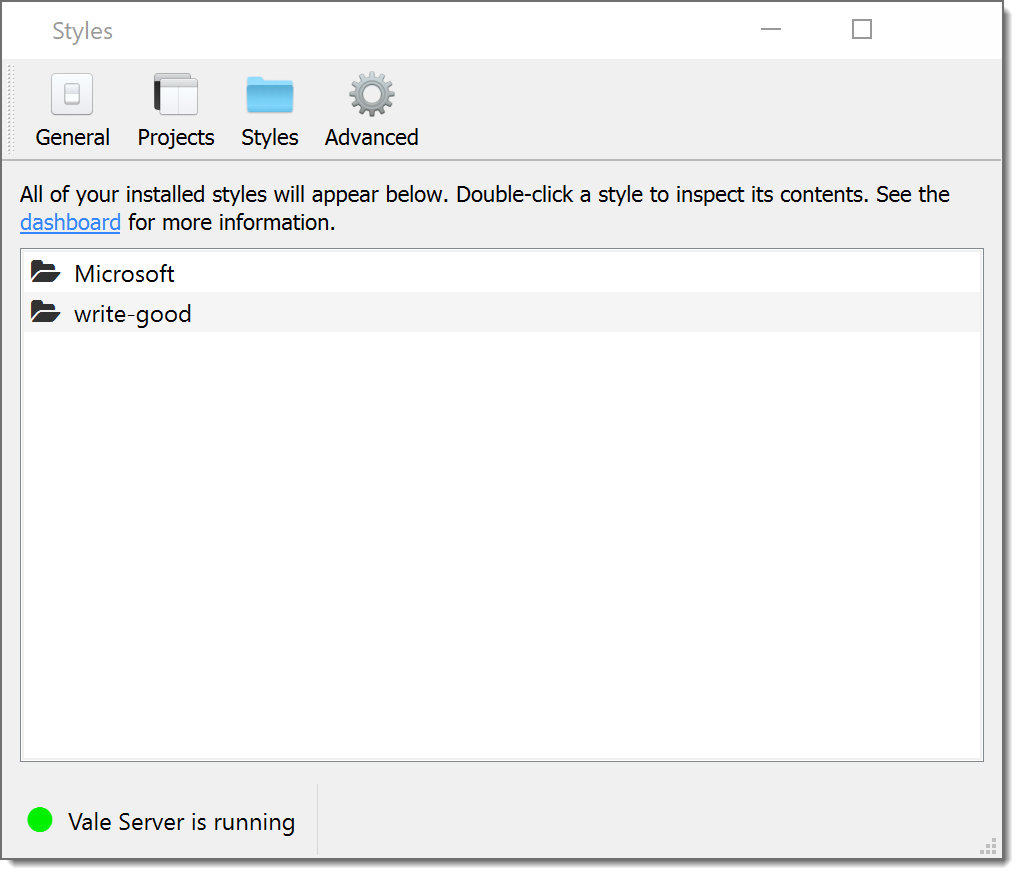 Styles
General Projects Styles Advanced
All of your installed styles will appear below. Double-click a style to inspect its contents. See the
dashboard for more information.
Microsoft
write-good
Vale Server is running